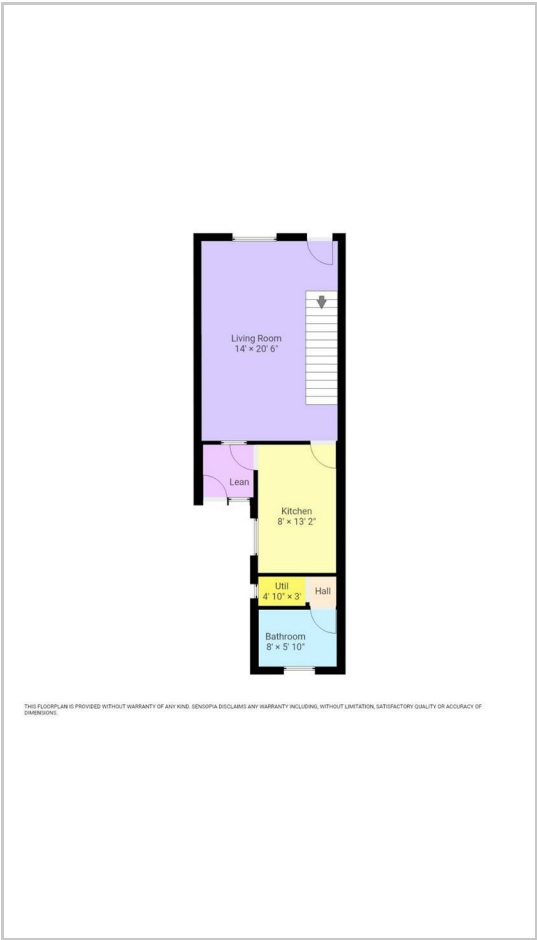 Living Room
14' × 20' 6"
Lean
Kitchen
8' × 13' 2"
Util
4' 10" × 3'
Hall
Bathroom
8' × 5' 10"
THIS FLOORPLAN IS PROVIDED WITHOUT WARRANTY OF ANY KIND. SENSOPIA DISCLAIMS ANY WARRANTY INCLUDING, WITHOUT LIMITATION, SATISFACTORY QUALITY OR ACCURACY OF
DIMENSIONS.